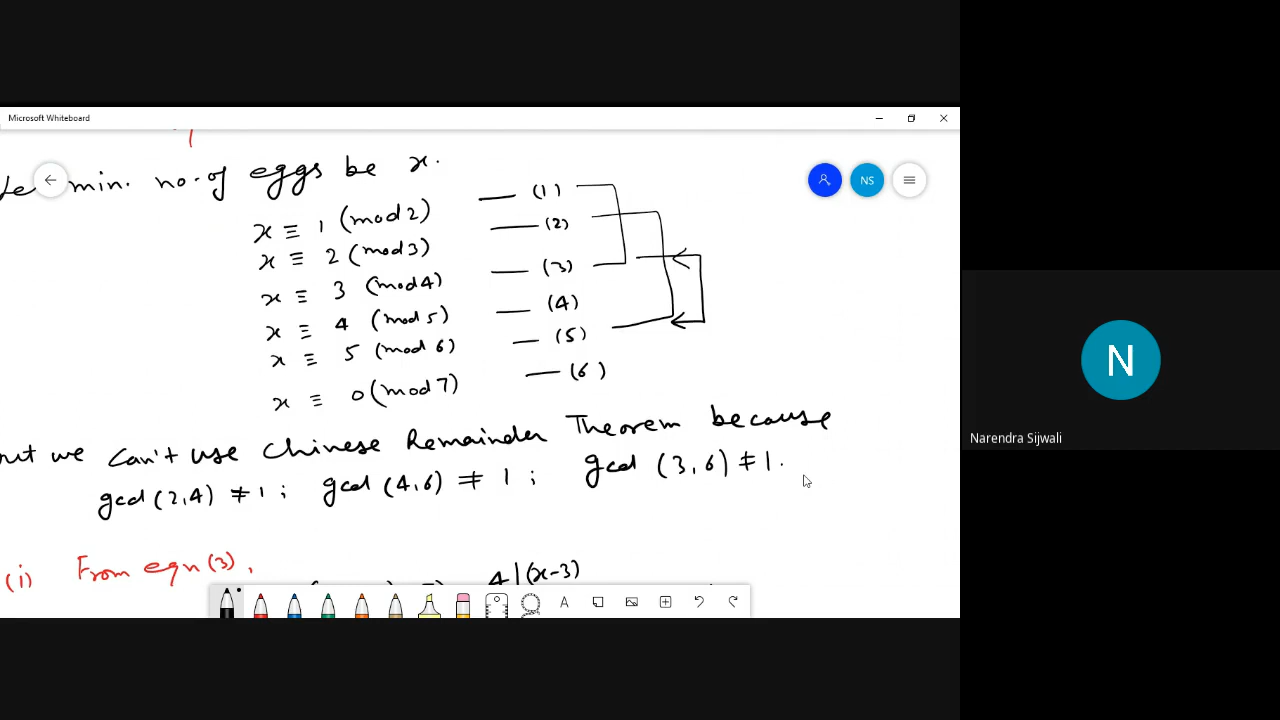 Microsoft Whiteboard
min. no. of eggs be x.
NS
x ≡ 1 (mod 2) — (1)
x ≡ 2 (mod 3) — (2)
x ≡ 3 (mod 4) — (3)
x ≡ 4 (mod 5) — (4)
x ≡ 5 (mod 6) — (5)
x ≡ 0 (mod 7) — (6)
we can't use Chinese Remainder Theorem because
gcd (2,4) ≠ 1 ; gcd (4,6) ≠ 1 ; gcd (3,6) ≠ 1.
(i) From eqn (3),
4 | (x-3)
N
Narendra Sijwali